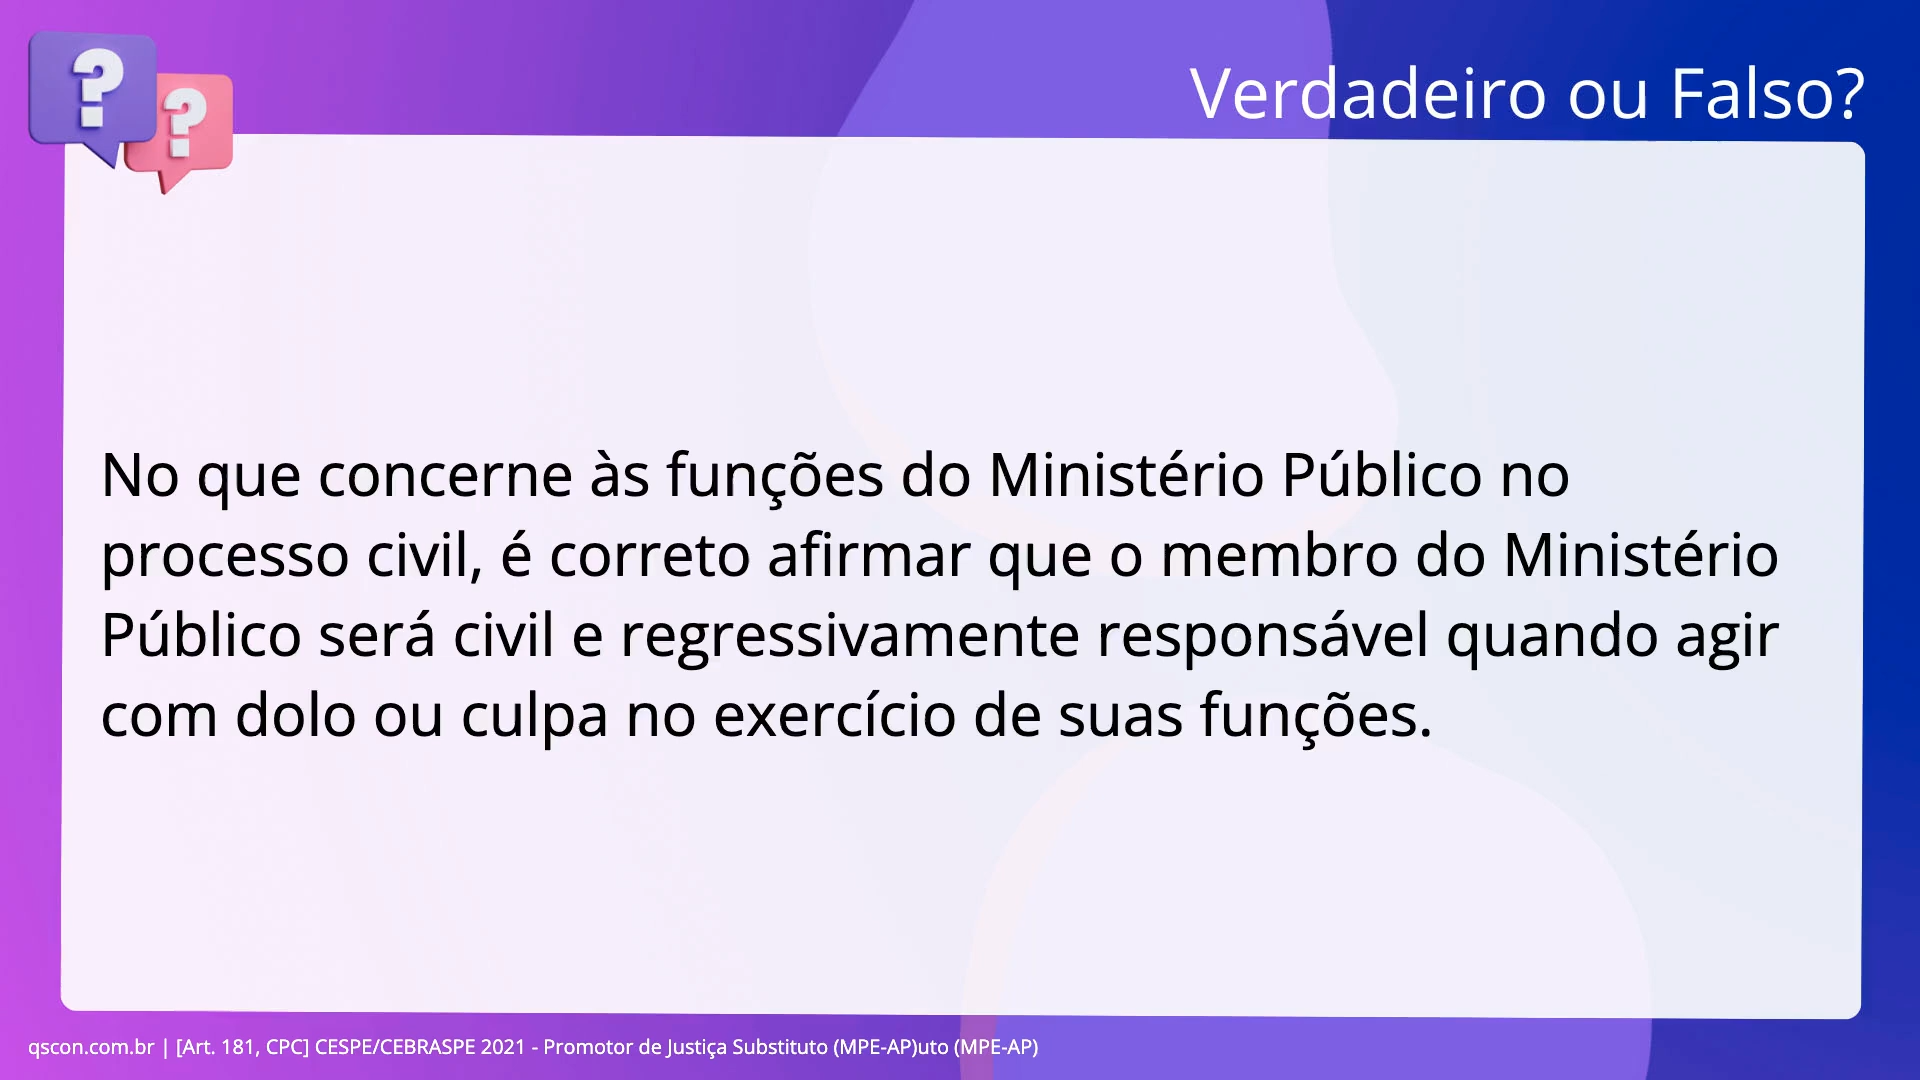 Verdadeiro ou Falso?
No que concerne às funções do Ministério Público no
processo civil, é correto afirmar que o membro do Ministério
Público será civil e regressivamente responsável quando agir
com dolo ou culpa no exercício de suas funções.
qscon.com.br | [Art. 181, CPC] CESPE/CEBRASPE 2021 - Promotor de Justiça Substituto (MPE-AP)uto (MPE-AP)